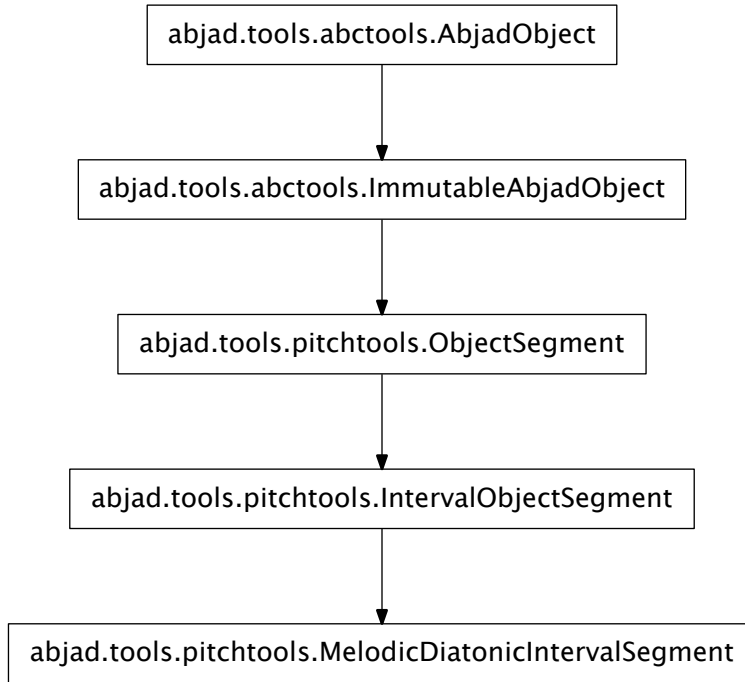 abjad.tools.abctools.AbjadObject
abjad.tools.abctools.ImmutableAbjadObject
abjad.tools.pitchtools.ObjectSegment
abjad.tools.pitchtools.IntervalObjectSegment
abjad.tools.pitchtools.MelodicDiatonicIntervalSegment